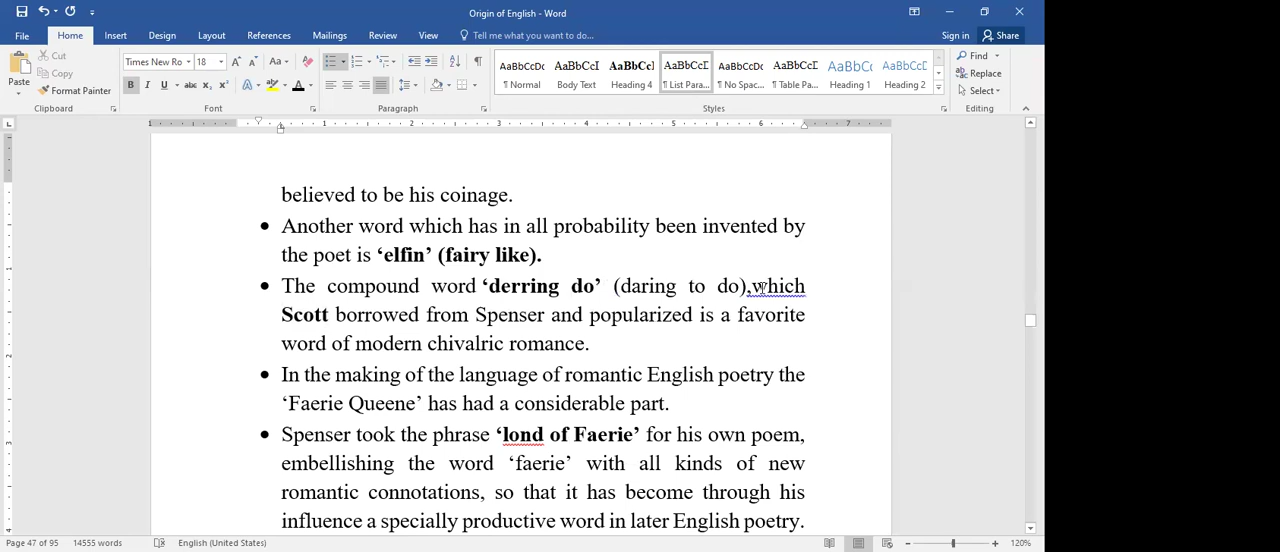 Origin of English - Word
File Home Insert Design Layout References Mailings Review View Tell me what you want to do... Sign in Share
Paste Cut Copy Format Painter
Times New Ro 18
¶ Normal Body Text Heading 4 ¶ List Para... ¶ No Spac... ¶ Table Pa... Heading 1 Heading 2
Find Replace Select
Clipboard Font Paragraph Styles Editing
believed to be his coinage.
• Another word which has in all probability been invented by
the poet is ‘elfin’ (fairy like).
• The compound word ‘derring do’ (daring to do),which
Scott borrowed from Spenser and popularized is a favorite
word of modern chivalric romance.
• In the making of the language of romantic English poetry the
‘Faerie Queene’ has had a considerable part.
• Spenser took the phrase ‘lond of Faerie’ for his own poem,
embellishing the word ‘faerie’ with all kinds of new
romantic connotations, so that it has become through his
influence a specially productive word in later English poetry.
Page 47 of 95 14555 words English (United States) 120%